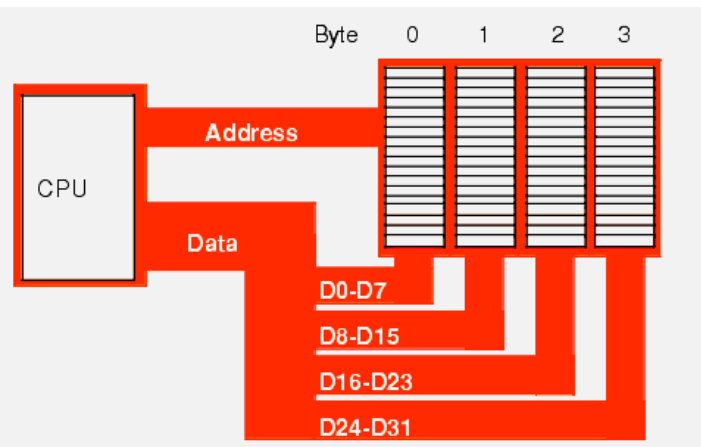 Byte 0 1 2 3
Address
CPU
Data
D0-D7
D8-D15
D16-D23
D24-D31